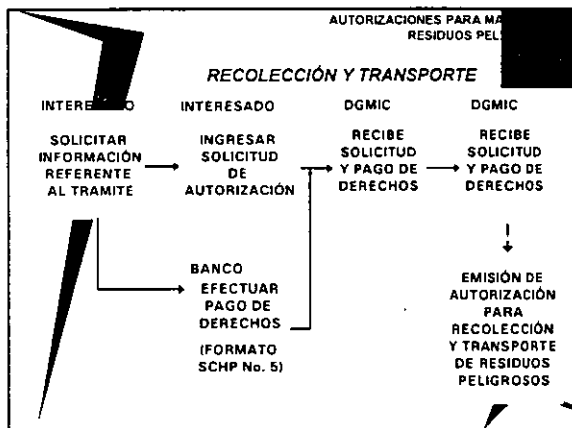 AUTORIZACIONES PARA
RESIDUOS
RECOLECCIÓN Y TRANSPORTE
INTERESADO
SOLICITAR
INFORMACIÓN
REFERENTE
AL TRAMITE
INTERESADO
INGRESAR
SOLICITUD
DE
AUTORIZACIÓN
DGMIC
RECIBE
SOLICITUD
Y PAGO DE
DERECHOS
DGMIC
RECIBE
SOLICITUD
Y PAGO DE
DERECHOS
BANCO
EFECTUAR
PAGO DE
DERECHOS
(FORMATO
SCHP No. 5)
EMISIÓN DE
AUTORIZACIÓN
PARA
RECOLECCIÓN
Y TRANSPORTE
DE RESIDUOS
PELIGROSOS